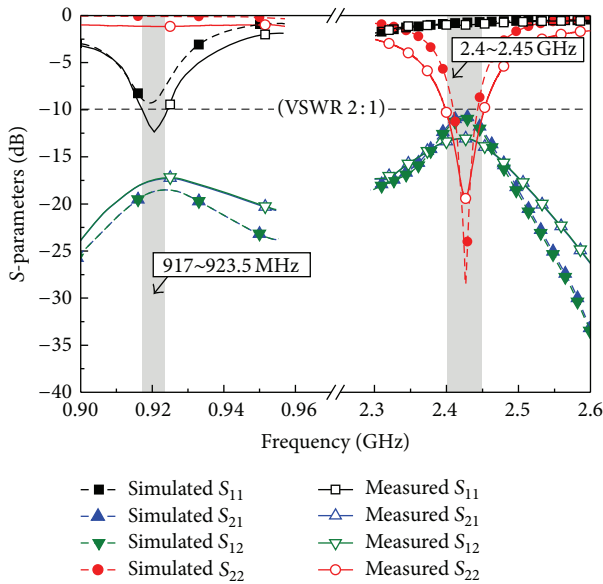 0
−5
−10
−15
−20
−25
−30
−35
−40
S-parameters (dB)
2.4~2.45 GHz
(VSWR 2 : 1)
917~923.5 MHz
0.90 0.92 0.94 0.96 2.3 2.4 2.5 2.6
Frequency (GHz)
Simulated S11 Measured S11
Simulated S21 Measured S21
Simulated S12 Measured S12
Simulated S22 Measured S22